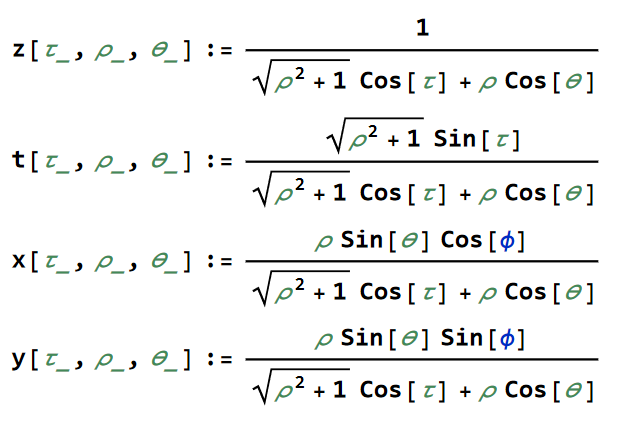 z[τ_, ρ_, θ_] := 1 / (√(ρ² + 1) Cos[τ] + ρ Cos[θ])
t[τ_, ρ_, θ_] := √(ρ² + 1) Sin[τ] / (√(ρ² + 1) Cos[τ] + ρ Cos[θ])
x[τ_, ρ_, θ_] := ρ Sin[θ] Cos[ϕ] / (√(ρ² + 1) Cos[τ] + ρ Cos[θ])
y[τ_, ρ_, θ_] := ρ Sin[θ] Sin[ϕ] / (√(ρ² + 1) Cos[τ] + ρ Cos[θ])